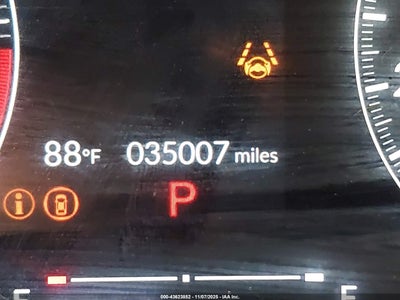 88°F 035007 miles
i
P
E E
000-43623852 - 11/07/2025 - IAA Inc.